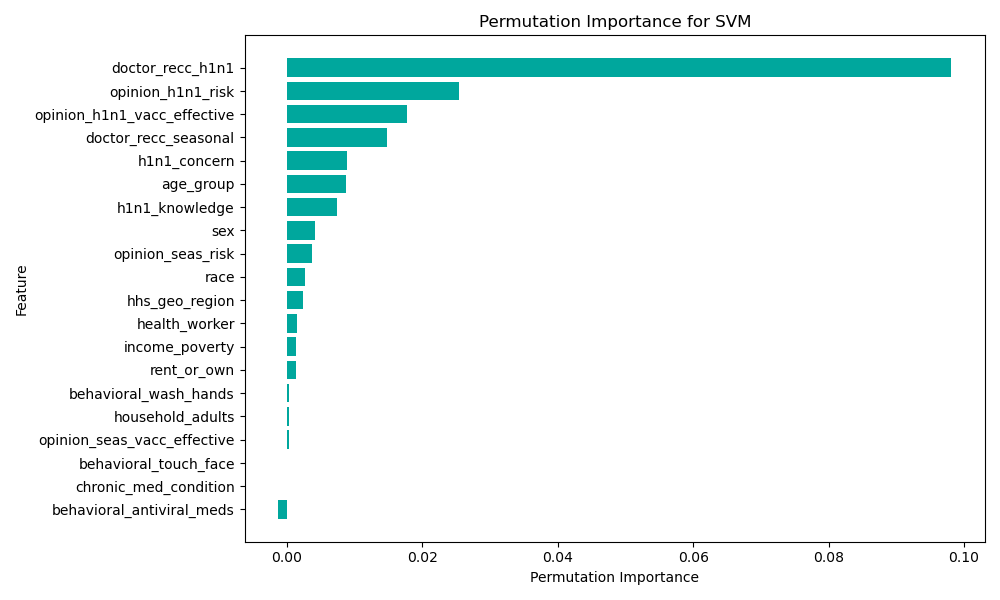 Permutation Importance for SVM
Feature
doctor_recc_h1n1
opinion_h1n1_risk
opinion_h1n1_vacc_effective
doctor_recc_seasonal
h1n1_concern
age_group
h1n1_knowledge
sex
opinion_seas_risk
race
hhs_geo_region
health_worker
income_poverty
rent_or_own
behavioral_wash_hands
household_adults
opinion_seas_vacc_effective
behavioral_touch_face
chronic_med_condition
behavioral_antiviral_meds
0.00 0.02 0.04 0.06 0.08 0.10
Permutation Importance